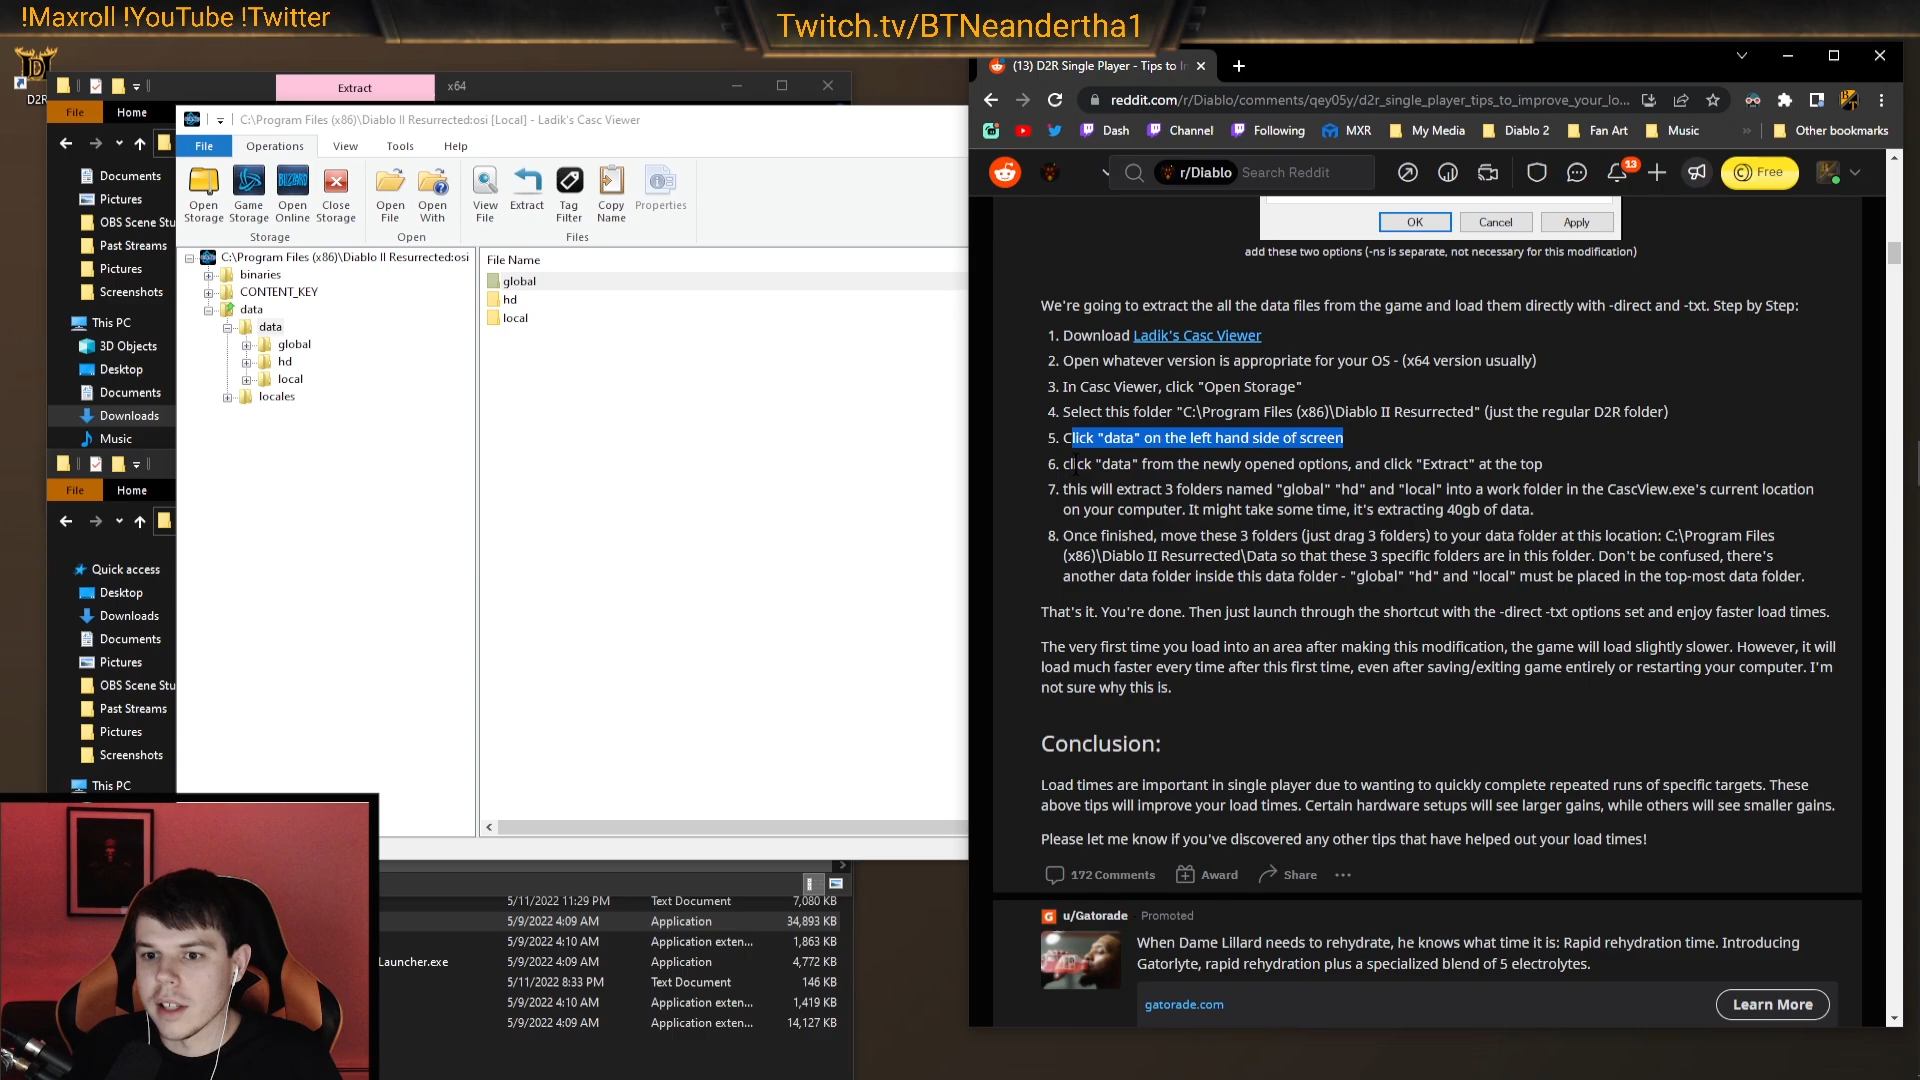 !Maxroll !YouTube !Twitter
Twitch.tv/BTNeandertha1
D2R
Extract
x64
File
Home
Documents
Pictures
OBS Scene Stu
Past Streams
Pictures
Screenshots
This PC
3D Objects
Desktop
Documents
Downloads
Music
File
Home
Quick access
Desktop
Downloads
Documents
Pictures
OBS Scene Stu
Past Streams
Pictures
Screenshots
This PC
C:\Program Files (x86)\Diablo II Resurrected:osi [Local] - Ladik's Casc Viewer
File
Operations
View
Tools
Help
Open Storage
Game Storage
Open Online
Close Storage
Open File
Open With
View File
Extract
Tag Filter
Copy Name
Properties
Storage
Open
Files
C:\Program Files (x86)\Diablo II Resurrected:osi
binaries
CONTENT_KEY
data
data
global
hd
local
locales
File Name
global
hd
local
5/11/2022 11:29 PM Text Document 7,080 KB
5/9/2022 4:09 AM Application 34,893 KB
5/9/2022 4:10 AM Application exten... 1,863 KB
Launcher.exe 5/9/2022 4:09 AM Application 4,772 KB
5/11/2022 8:33 PM Text Document 146 KB
5/9/2022 4:10 AM Application exten... 1,419 KB
5/9/2022 4:09 AM Application exten... 14,127 KB
(13) D2R Single Player - Tips to I
reddit.com/r/Diablo/comments/qey05y/d2r_single_player_tips_to_improve_your_lo...
Dash
Channel
Following
MXR
My Media
Diablo 2
Fan Art
Music
Other bookmarks
r/Diablo
Search Reddit
13
Free
OK
Cancel
Apply
add these two options (-ns is separate, not necessary for this modification)
We're going to extract the all the data files from the game and load them directly with -direct and -txt. Step by Step:
1. Download Ladik's Casc Viewer
2. Open whatever version is appropriate for your OS - (x64 version usually)
3. In Casc Viewer, click "Open Storage"
4. Select this folder "C:\Program Files (x86)\Diablo II Resurrected" (just the regular D2R folder)
5. Click "data" on the left hand side of screen
6. click "data" from the newly opened options, and click "Extract" at the top
7. this will extract 3 folders named "global" "hd" and "local" into a work folder in the CascView.exe's current location
on your computer. It might take some time, it's extracting 40gb of data.
8. Once finished, move these 3 folders (just drag 3 folders) to your data folder at this location: C:\Program Files
(x86)\Diablo II Resurrected\Data so that these 3 specific folders are in this folder. Don't be confused, there's
another data folder inside this data folder - "global" "hd" and "local" must be placed in the top-most data folder.
That's it. You're done. Then just launch through the shortcut with the -direct -txt options set and enjoy faster load times.
The very first time you load into an area after making this modification, the game will load slightly slower. However, it will
load much faster every time after this first time, even after saving/exiting game entirely or restarting your computer. I'm
not sure why this is.
Conclusion:
Load times are important in single player due to wanting to quickly complete repeated runs of specific targets. These
above tips will improve your load times. Certain hardware setups will see larger gains, while others will see smaller gains.
Please let me know if you've discovered any other tips that have helped out your load times!
172 Comments
Award
Share
u/Gatorade
Promoted
When Dame Lillard needs to rehydrate, he knows what time it is: Rapid rehydration time. Introducing
Gatorlyte, rapid rehydration plus a specialized blend of 5 electrolytes.
gatorade.com
Learn More